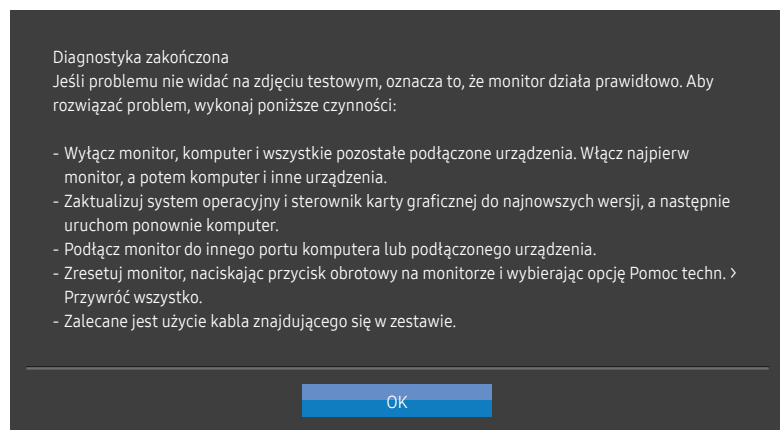 Diagnostyka zakończona
Jeśli problemu nie widać na zdjęciu testowym, oznacza to, że monitor działa prawidłowo. Aby
rozwiązać problem, wykonaj poniższe czynności:
- Wyłącz monitor, komputer i wszystkie pozostałe podłączone urządzenia. Włącz najpierw
monitor, a potem komputer i inne urządzenia.
- Zaktualizuj system operacyjny i sterownik karty graficznej do najnowszych wersji, a następnie
uruchom ponownie komputer.
- Podłącz monitor do innego portu komputera lub podłączonego urządzenia.
- Zresetuj monitor, naciskając przycisk obrotowy na monitorze i wybierając opcję Pomoc techn. >
Przywróć wszystko.
- Zalecane jest użycie kabla znajdującego się w zestawie.
OK